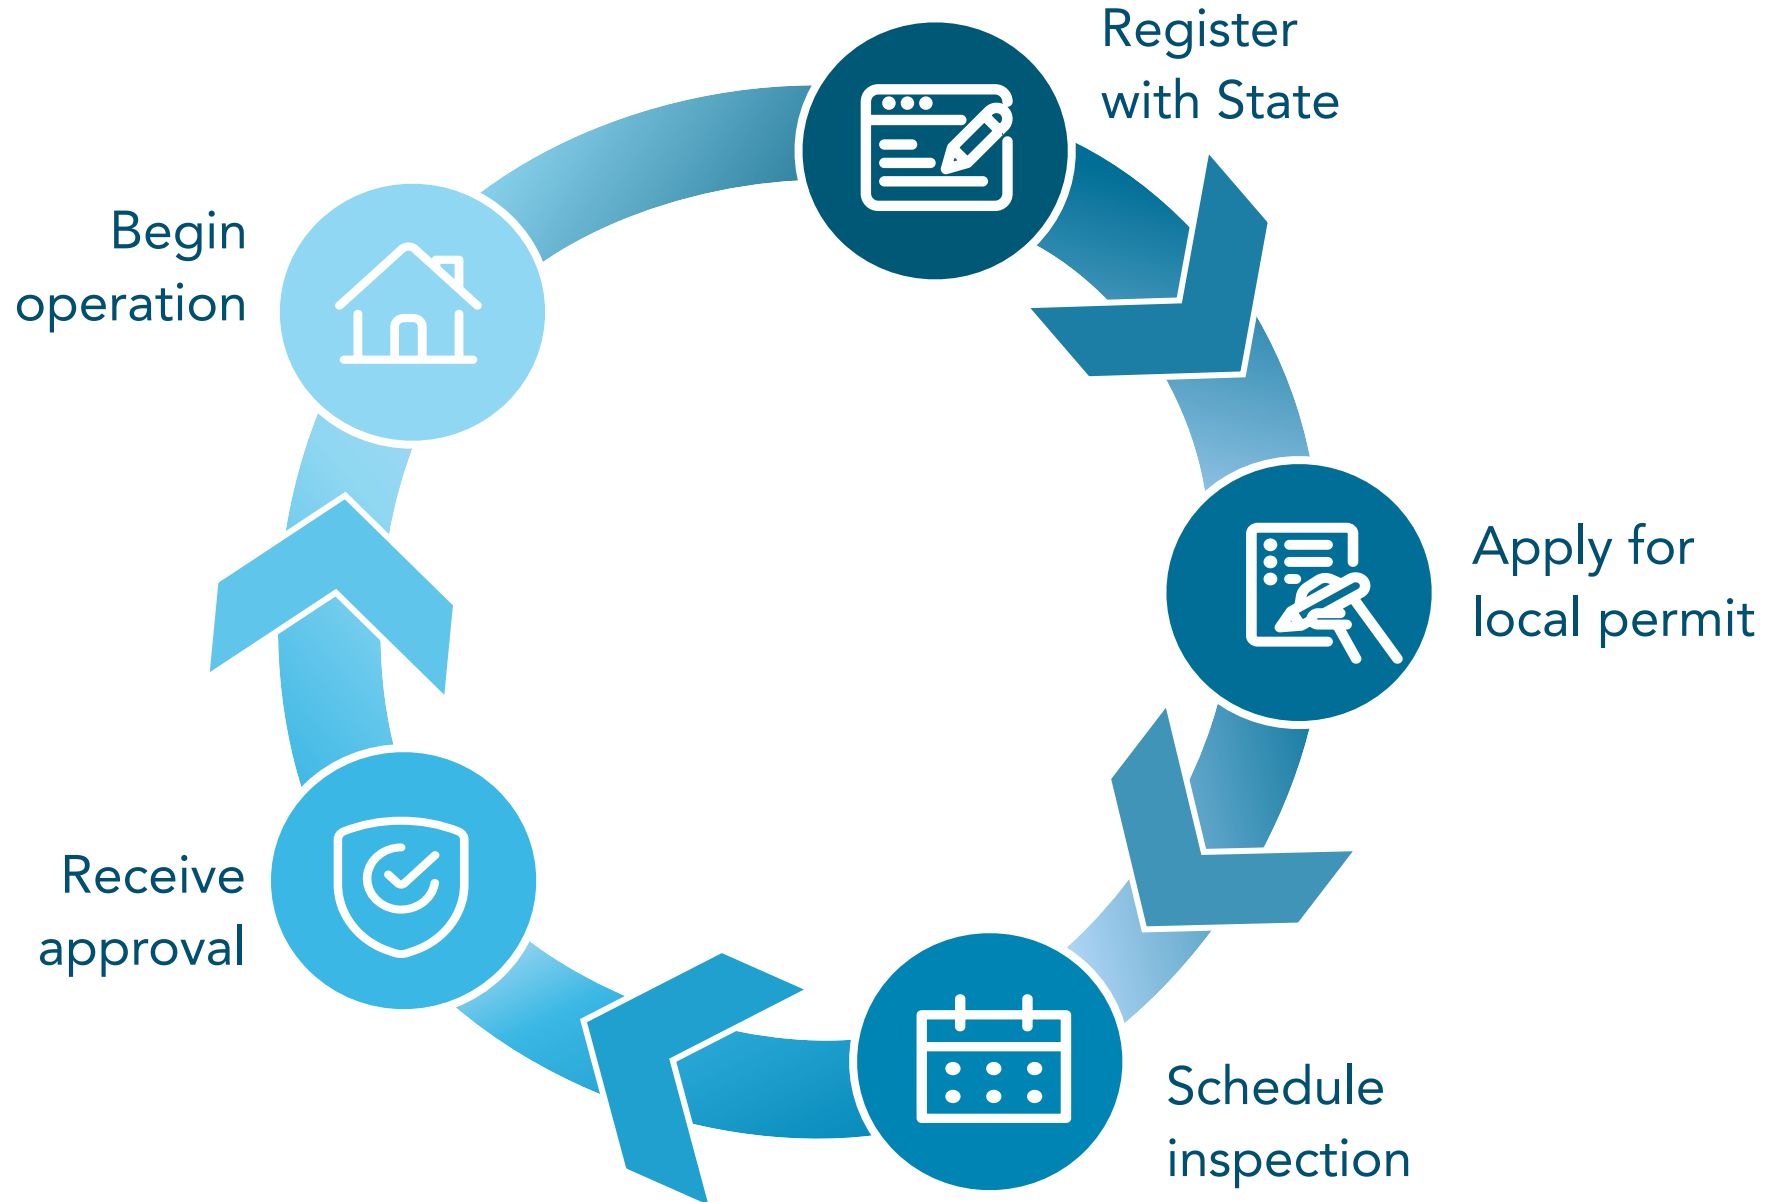 Register
with State
Apply for
local permit
Schedule
inspection
Receive
approval
Begin
operation